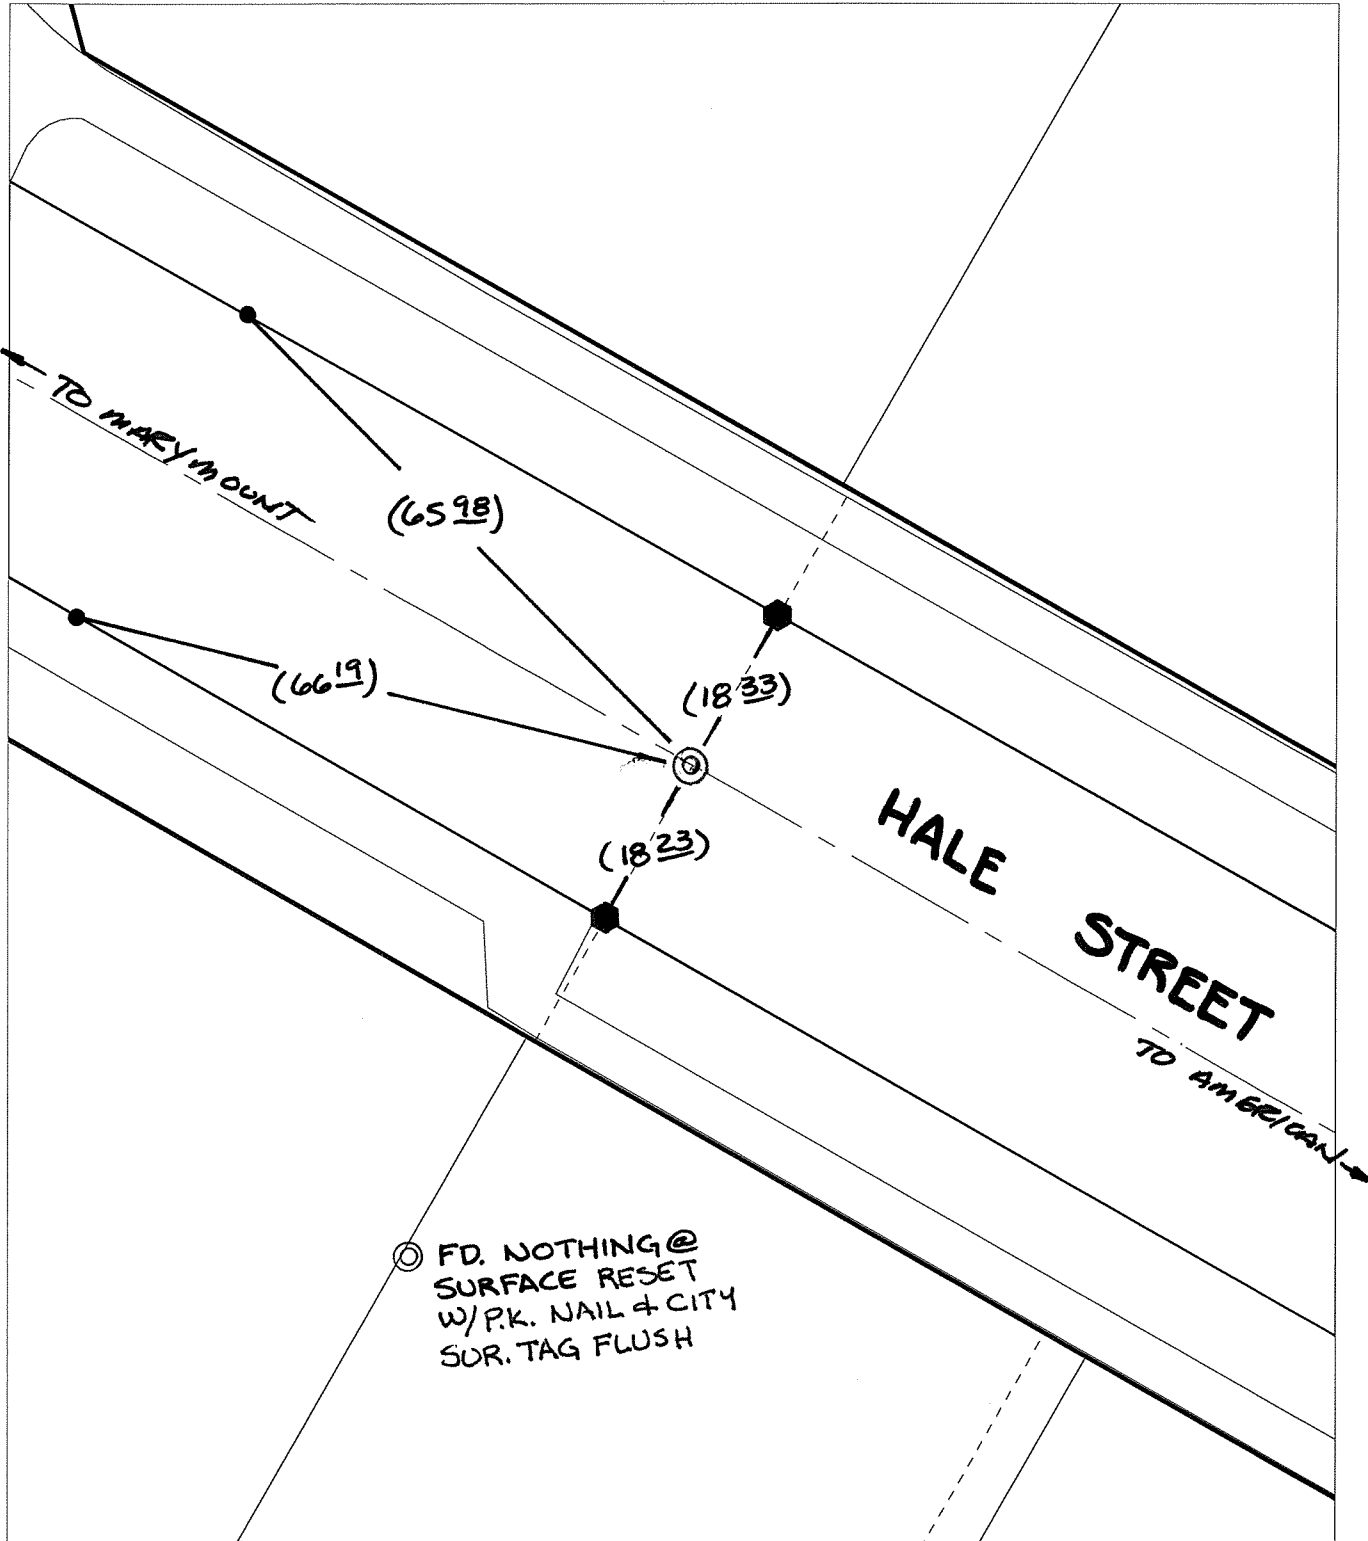 TO MARYMOUNT
(65 98)
(66 19)
(18 33)
(18 23)
HALE STREET
TO AMERICAN
FD. NOTHING @
SURFACE RESET
W/P.K. NAIL & CITY
SUR. TAG FLUSH